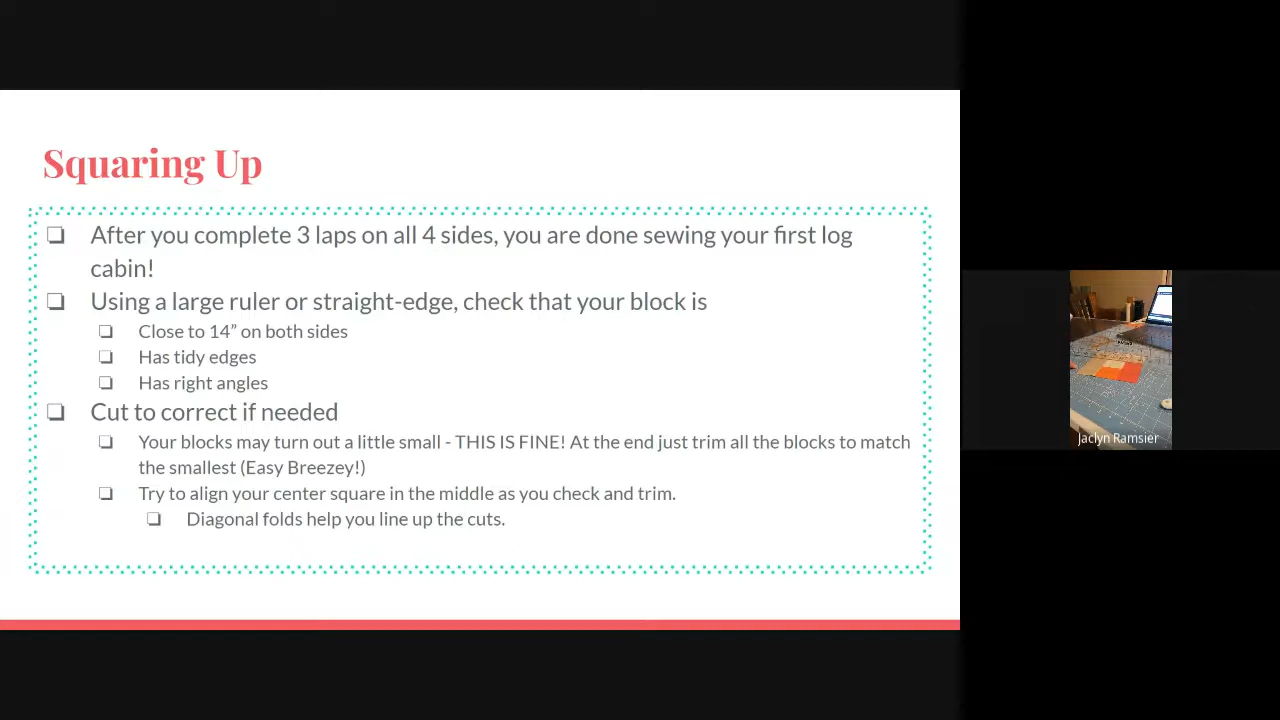 Squaring Up
After you complete 3 laps on all 4 sides, you are done sewing your first log
cabin!
Using a large ruler or straight-edge, check that your block is
Close to 14” on both sides
Has tidy edges
Has right angles
Cut to correct if needed
Your blocks may turn out a little small - THIS IS FINE! At the end just trim all the blocks to match
the smallest (Easy Breezey!)
Try to align your center square in the middle as you check and trim.
Diagonal folds help you line up the cuts.
Jaclyn Ramsier